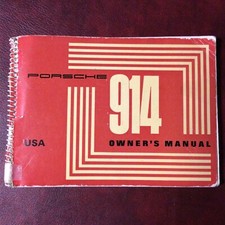 PORSCHE
914
USA
OWNER'S MANUAL